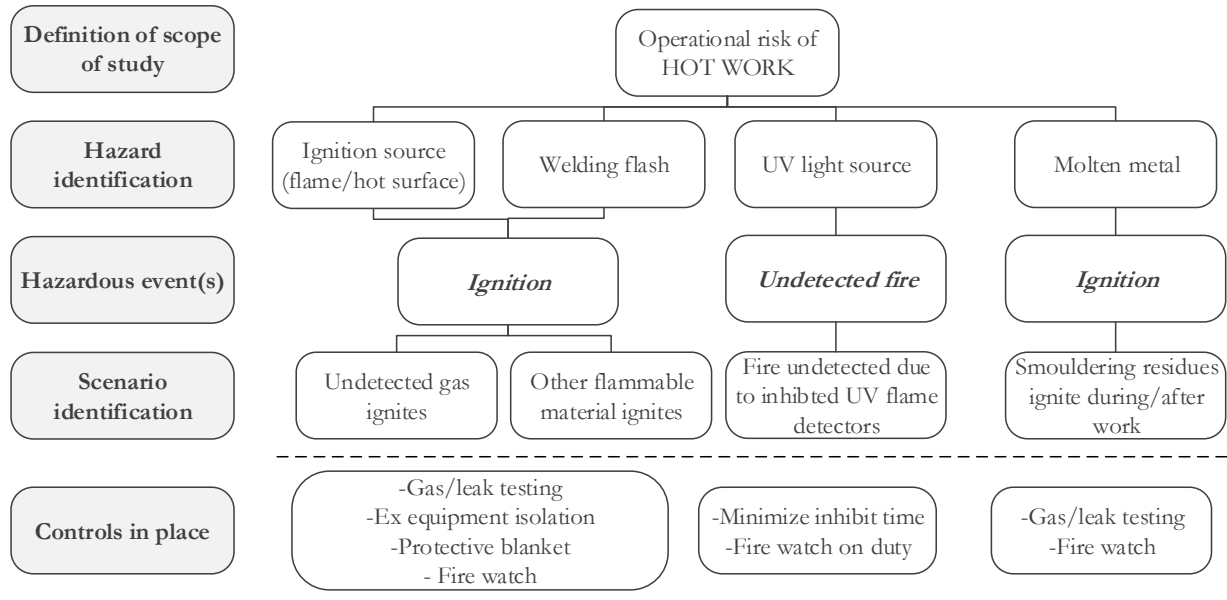 Definition of scope
of study
Operational risk of
HOT WORK
Hazard
identification
Ignition source
(flame/hot surface)
Welding flash
UV light source
Molten metal
Hazardous event(s)
Ignition
Undetected fire
Ignition
Scenario
identification
Undetected gas
ignites
Other flammable
material ignites
Fire undetected due
to inhibted UV flame
detectors
Smouldering residues
ignite during/after
work
Controls in place
-Gas/leak testing
-Ex equipment isolation
-Protective blanket
- Fire watch
-Minimize inhibit time
-Fire watch on duty
-Gas/leak testing
-Fire watch